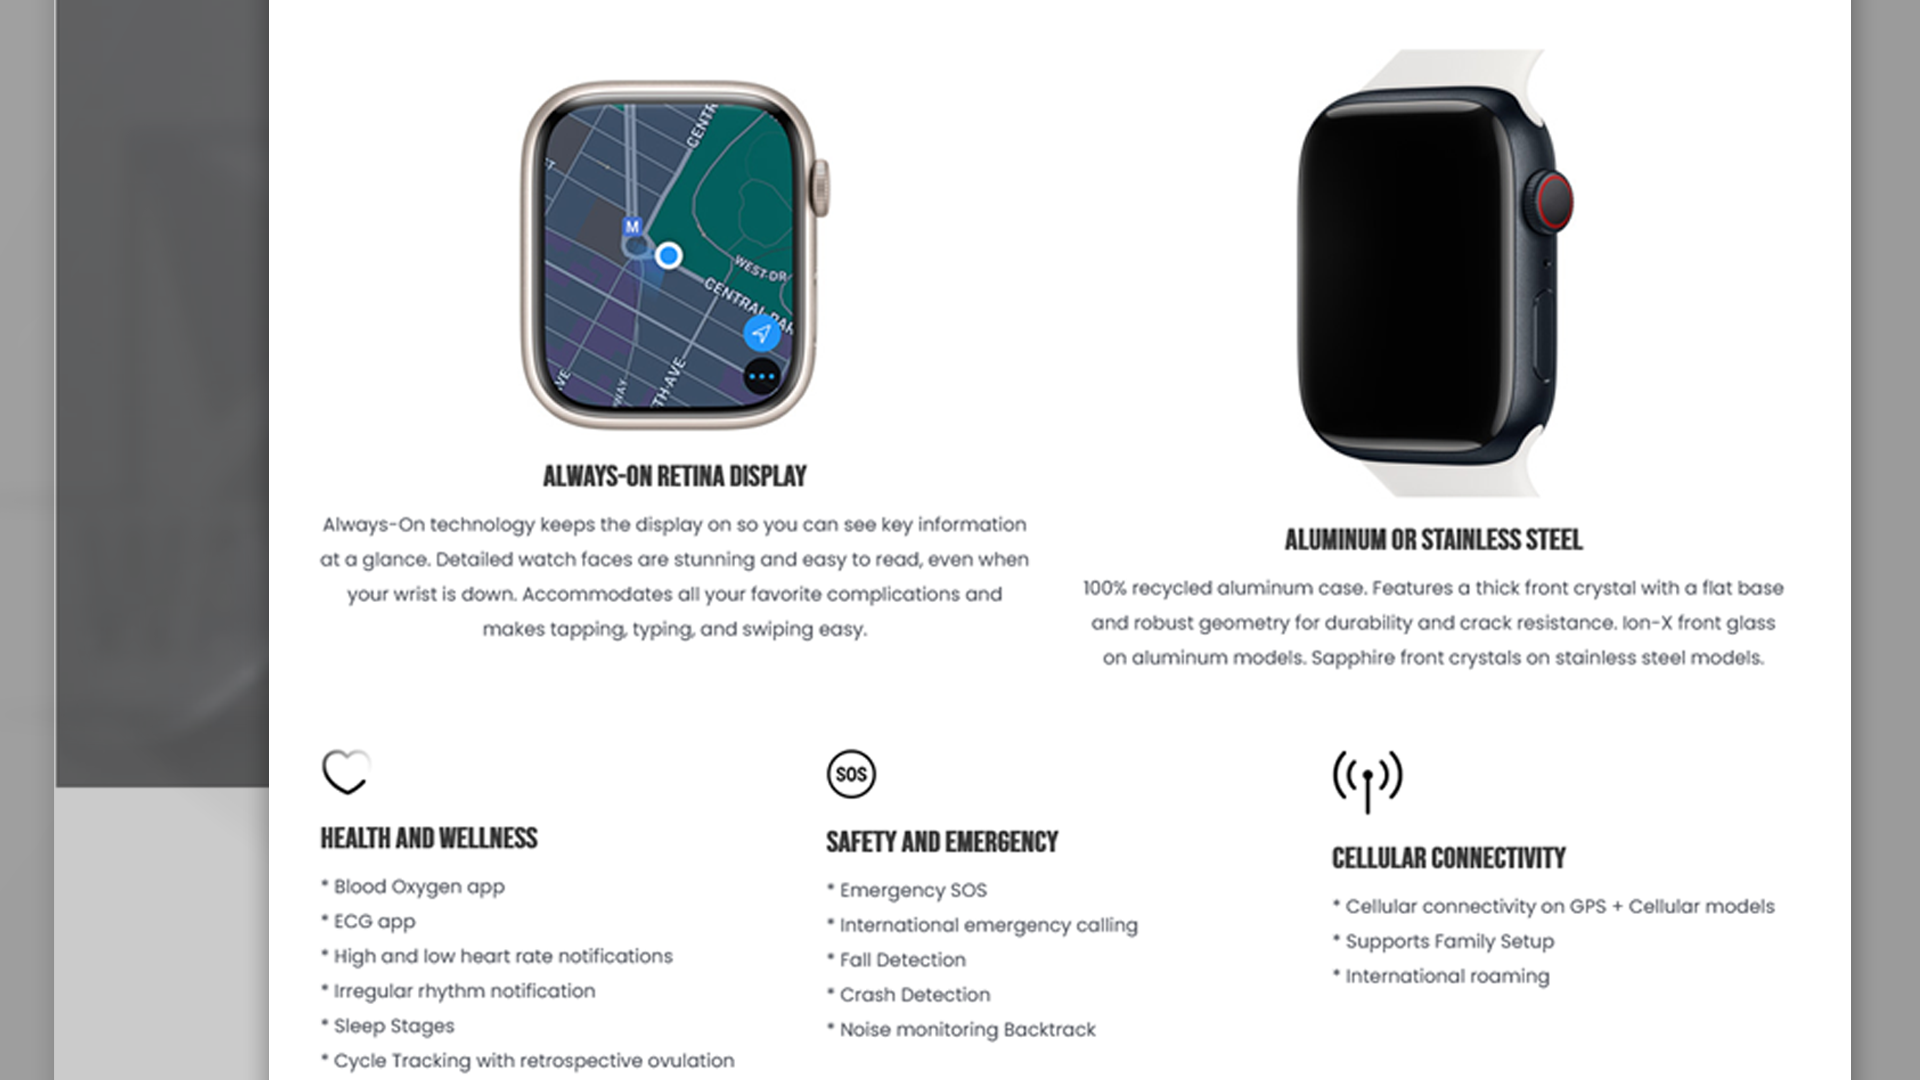 CENTR
ST
M
WEST DR
CENTRAL PAR
VE
WAY
TH AVE
ALWAYS-ON RETINA DISPLAY
Always-On technology keeps the display on so you can see key information
at a glance. Detailed watch faces are stunning and easy to read, even when
your wrist is down. Accommodates all your favorite complications and
makes tapping, typing, and swiping easy.
ALUMINUM OR STAINLESS STEEL
100% recycled aluminum case. Features a thick front crystal with a flat base
and robust geometry for durability and crack resistance. Ion-X front glass
on aluminum models. Sapphire front crystals on stainless steel models.
HEALTH AND WELLNESS
* Blood Oxygen app
* ECG app
* High and low heart rate notifications
* Irregular rhythm notification
* Sleep Stages
* Cycle Tracking with retrospective ovulation
SOS
SAFETY AND EMERGENCY
* Emergency SOS
* International emergency calling
* Fall Detection
* Crash Detection
* Noise monitoring Backtrack
CELLULAR CONNECTIVITY
* Cellular connectivity on GPS + Cellular models
* Supports Family Setup
* International roaming